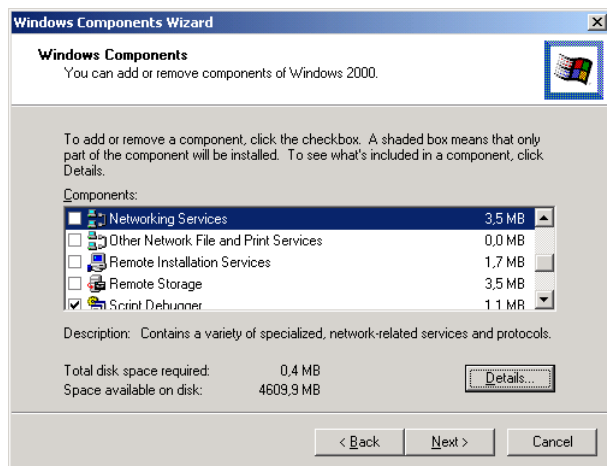 Windows Components Wizard
Windows Components
You can add or remove components of Windows 2000.
To add or remove a component, click the checkbox. A shaded box means that only
part of the component will be installed. To see what's included in a component, click
Details.
Components:
Networking Services 3,5 MB
Other Network File and Print Services 0,0 MB
Remote Installation Services 1,7 MB
Remote Storage 3,5 MB
Script Debugger 1,1 MB
Description: Contains a variety of specialized, network-related services and protocols.
Total disk space required: 0,4 MB
Space available on disk: 4609,9 MB
Details...
< Back Next > Cancel